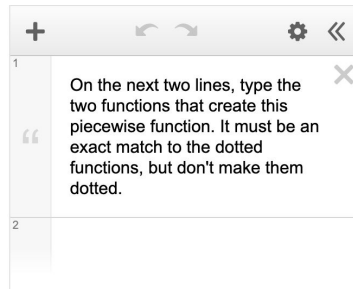 1
On the next two lines, type the
two functions that create this
piecewise function. It must be an
exact match to the dotted
functions, but don't make them
dotted.
2